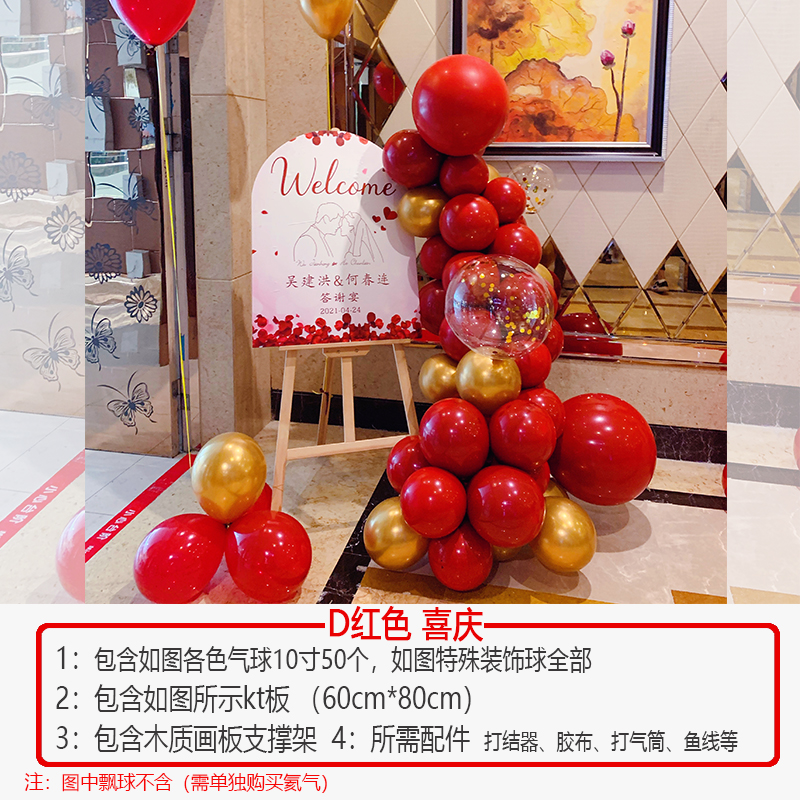 Welcome
吴建洪&何春连
答谢宴
2021-04-24
小心台阶
D红色 喜庆
1：包含如图各色气球10寸50个，如图特殊装饰球全部
2：包含如图所示kt板 （60cm*80cm）
3：包含木质画板支撑架 4：所需配件 打结器、胶布、打气筒、鱼线等
注：图中飘球不含（需单独购买氦气）